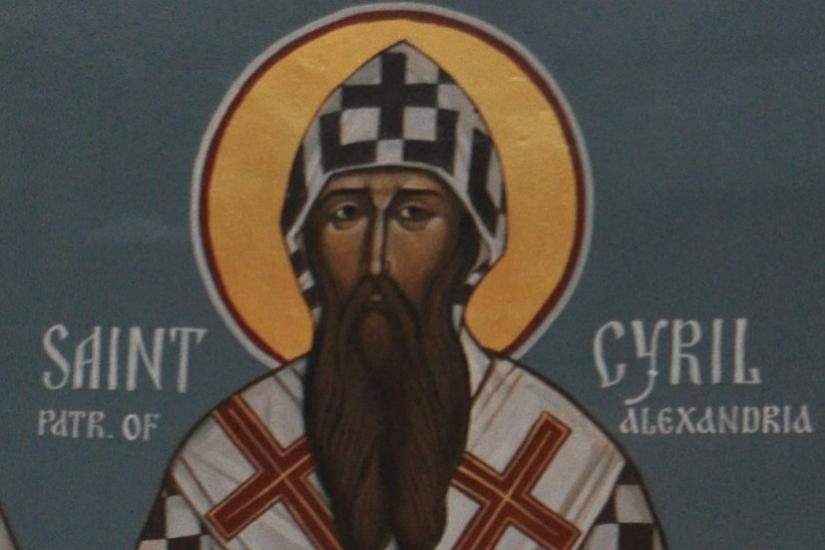 SAINT CYRIL
PATR. OF ALEXANDRIA